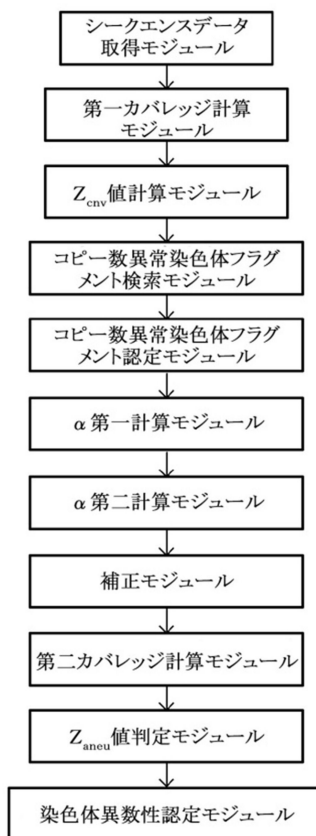 シークエンスデータ
取得モジュール
第一カバレッジ計算
モジュール
Zcnv値計算モジュール
コピー数異常染色体フラグ
メント検索モジュール
コピー数異常染色体フラグ
メント認定モジュール
α第一計算モジュール
α第二計算モジュール
補正モジュール
第二カバレッジ計算モジュール
Zaneu値判定モジュール
染色体異数性認定モジュール